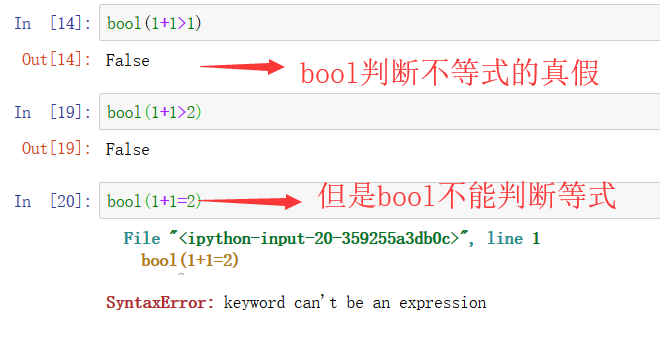 In [14]: bool(1+1>1)
Out[14]: False
bool判断不等式的真假
In [19]: bool(1+1>2)
Out[19]: False
In [20]: bool(1+1=2)
但是bool不能判断等式
File "<ipython-input-20-359255a3db0c>", line 1
bool(1+1=2)
SyntaxError: keyword can't be an expression